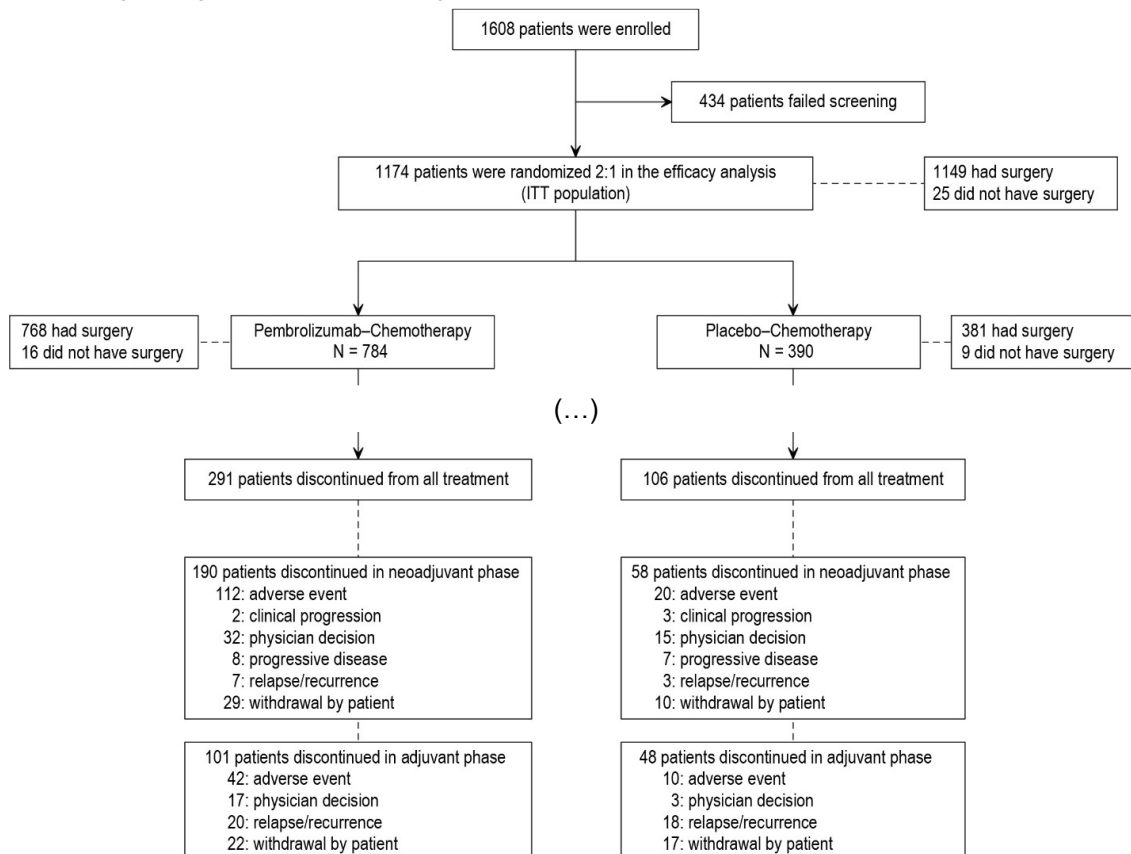 1608 patients were enrolled
434 patients failed screening
1174 patients were randomized 2:1 in the efficacy analysis
(ITT population)
1149 had surgery
25 did not have surgery
768 had surgery
16 did not have surgery
Pembrolizumab–Chemotherapy
N = 784
Placebo–Chemotherapy
N = 390
381 had surgery
9 did not have surgery
(...)
291 patients discontinued from all treatment
106 patients discontinued from all treatment
190 patients discontinued in neoadjuvant phase
112: adverse event
2: clinical progression
32: physician decision
8: progressive disease
7: relapse/recurrence
29: withdrawal by patient
58 patients discontinued in neoadjuvant phase
20: adverse event
3: clinical progression
15: physician decision
7: progressive disease
3: relapse/recurrence
10: withdrawal by patient
101 patients discontinued in adjuvant phase
42: adverse event
17: physician decision
20: relapse/recurrence
22: withdrawal by patient
48 patients discontinued in adjuvant phase
10: adverse event
3: physician decision
18: relapse/recurrence
17: withdrawal by patient